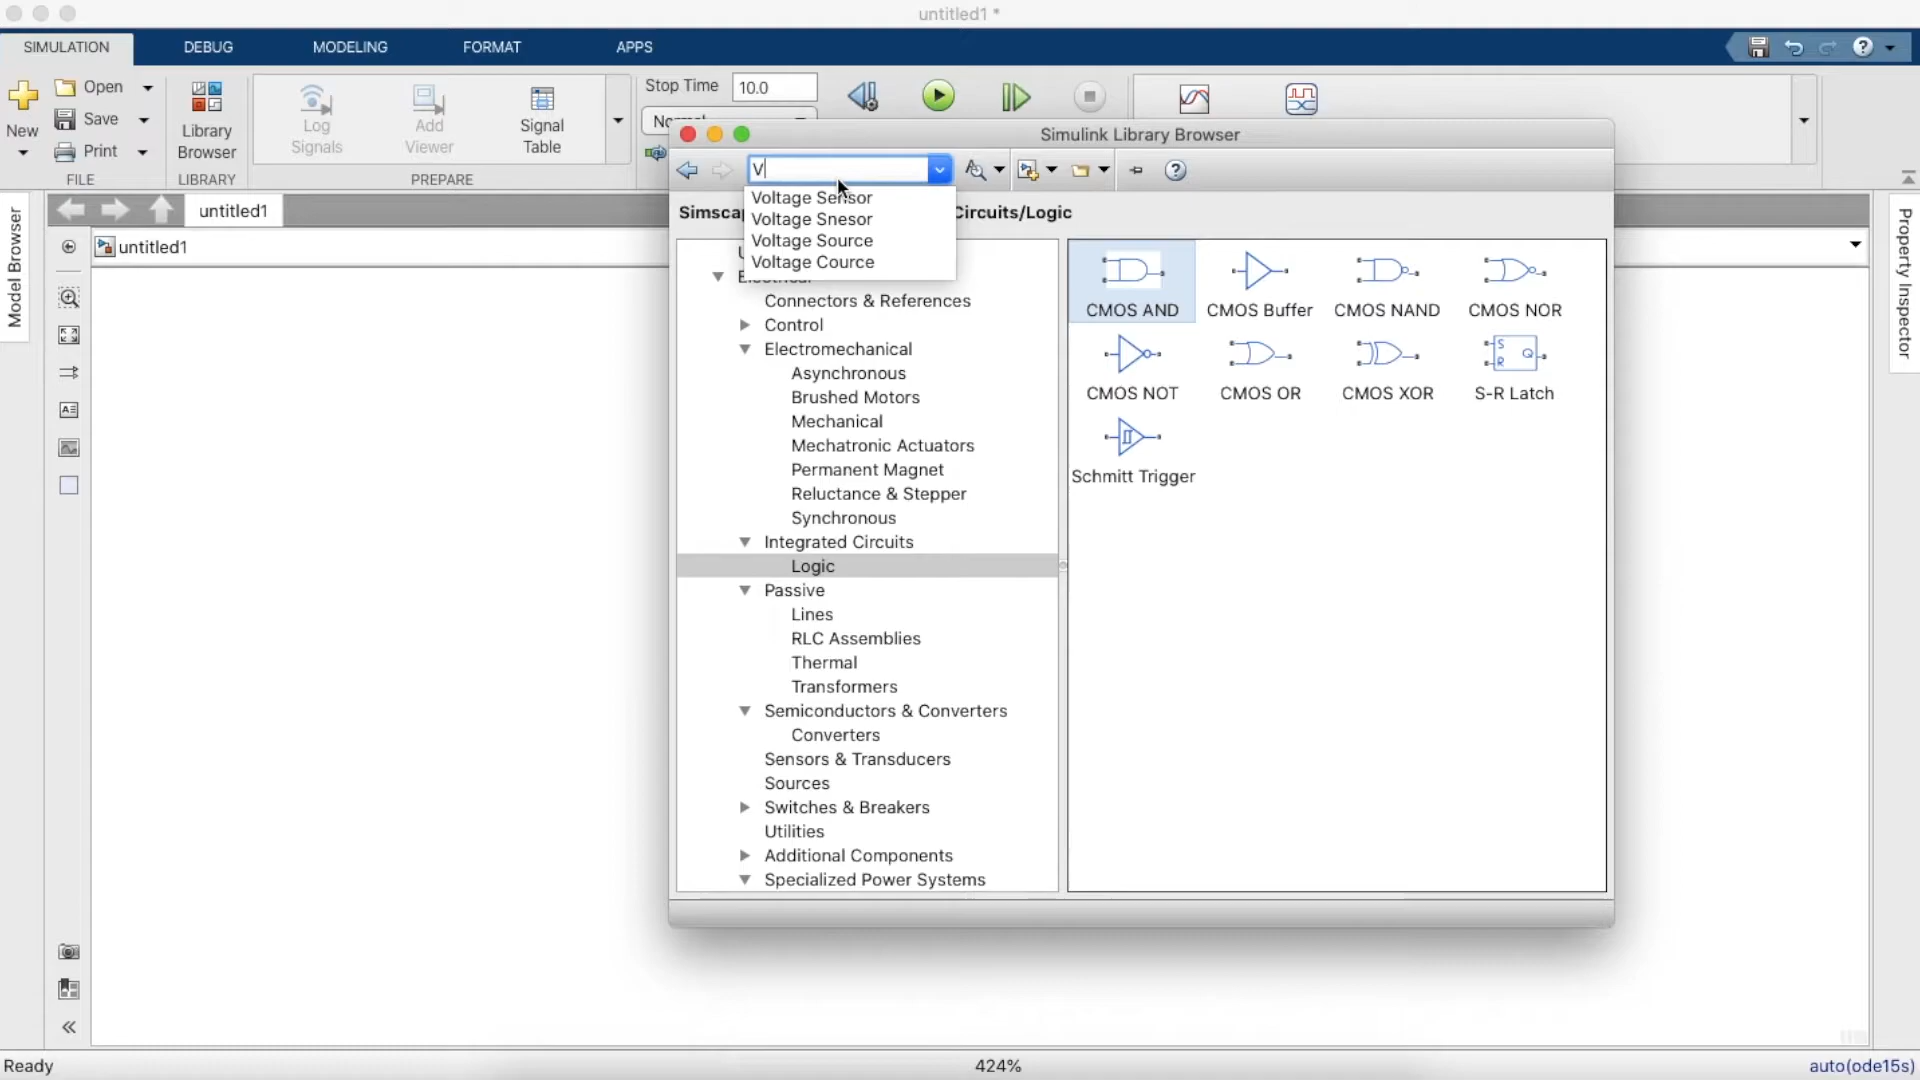 untitled1 *
SIMULATION DEBUG MODELING FORMAT APPS
New
Open
Save
Print
FILE
Library
Browser
LIBRARY
Log
Signals
Add
Viewer
Signal
Table
PREPARE
Stop Time 10.0
Simulink Library Browser
V
Voltage Sensor
Voltage Snesor
Voltage Source
Voltage Cource
Circuits/Logic
Model Browser
untitled1
untitled1
Property Inspector
Connectors & References
Control
Electromechanical
Asynchronous
Brushed Motors
Mechanical
Mechatronic Actuators
Permanent Magnet
Reluctance & Stepper
Synchronous
Integrated Circuits
Logic
Passive
Lines
RLC Assemblies
Thermal
Transformers
Semiconductors & Converters
Converters
Sensors & Transducers
Sources
Switches & Breakers
Utilities
Additional Components
Specialized Power Systems
CMOS AND CMOS Buffer CMOS NAND CMOS NOR
S
R
Q
CMOS NOT CMOS OR CMOS XOR S-R Latch
Schmitt Trigger
Ready 424% auto(ode15s)